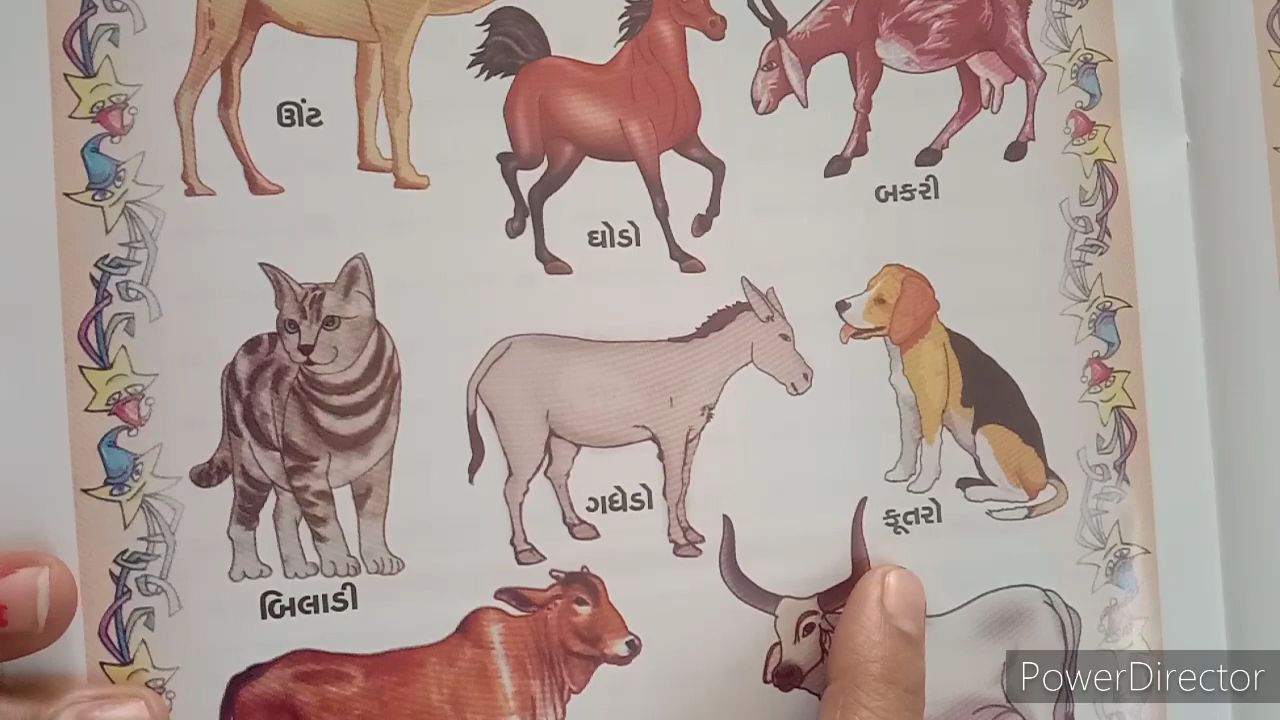 ઊંટ
ઘોડો
બકરી
બિલાડી
ગધેડો
કૂતરો
PowerDirector